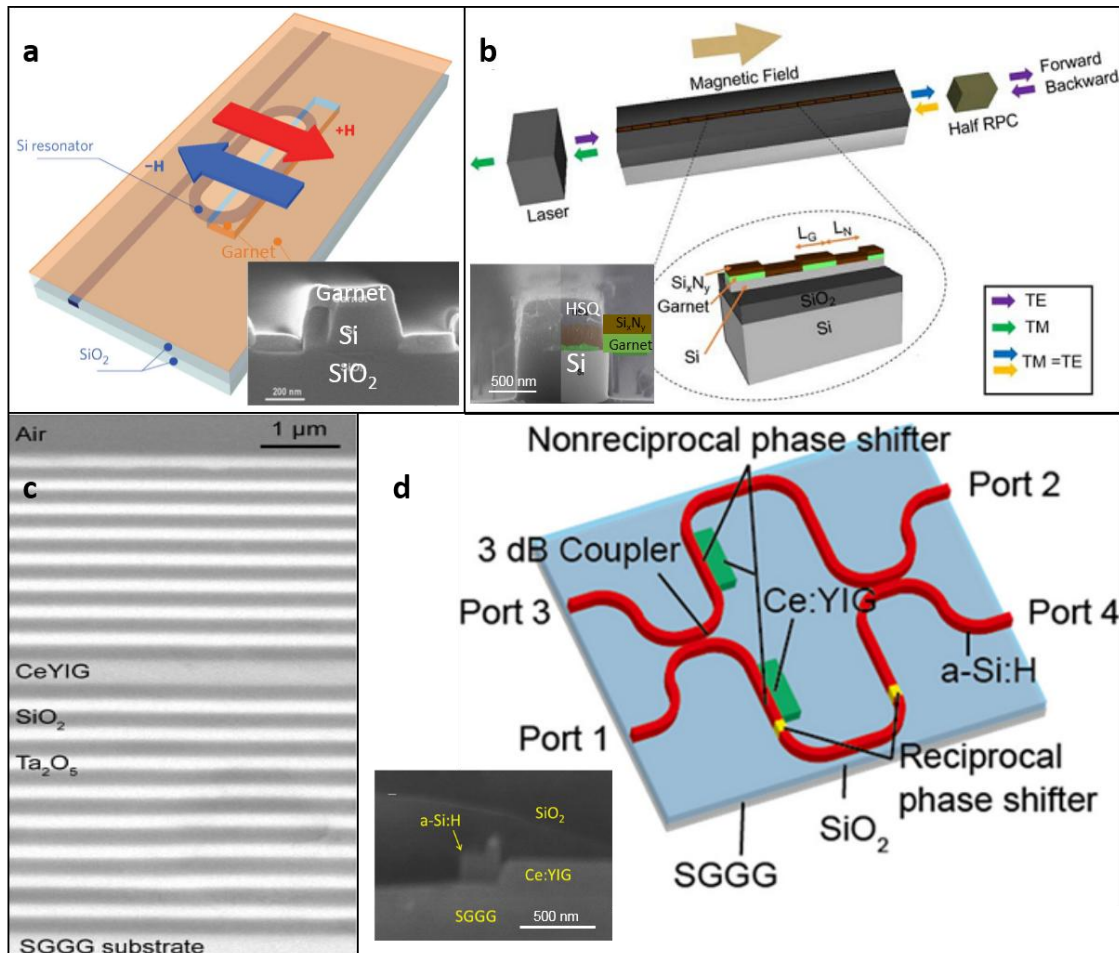 a
+H
Si resonator
–H
Garnet
SiO2
Garnet
Si
SiO2
200 nm
b
Magnetic Field
Forward
Backward
Half RPC
Laser
LG
LN
SixNy
Garnet
SiO2
Si
Si
HSQ
SixNy
Garnet
Si
500 nm
TE
TM
TM =TE
c
Air
1 µm
CeYIG
SiO2
Ta2O5
SGGG substrate
d
Nonreciprocal phase shifter
Port 2
3 dB Coupler
Port 3
Ce:YIG
Port 4
a-Si:H
Port 1
Reciprocal
phase shifter
SiO2
SGGG
a-Si:H
SiO2
Ce:YIG
SGGG
500 nm